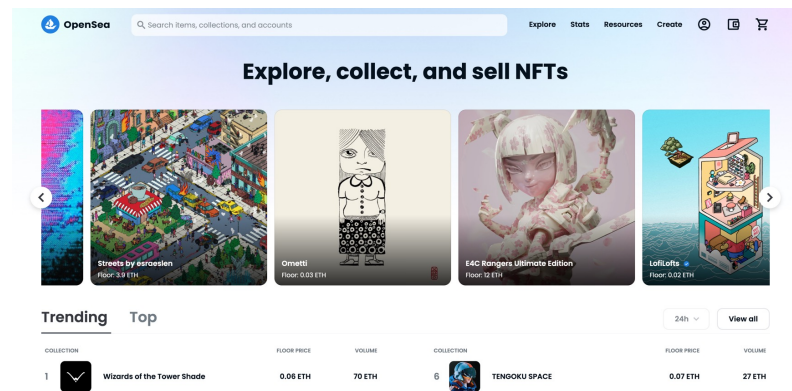 OpenSea
Search items, collections, and accounts
Explore Stats Resources Create
Explore, collect, and sell NFTs
Streets by esraeslen
Floor: 3.9 ETH
Ometti
Floor: 0.03 ETH
E4C Rangers Ultimate Edition
Floor: 12 ETH
LofiLofts
Floor: 0.02 ETH
Trending Top
24h View all
COLLECTION FLOOR PRICE VOLUME COLLECTION FLOOR PRICE VOLUME
1 Wizards of the Tower Shade 0.06 ETH 70 ETH 6 TENGOKU SPACE 0.07 ETH 27 ETH